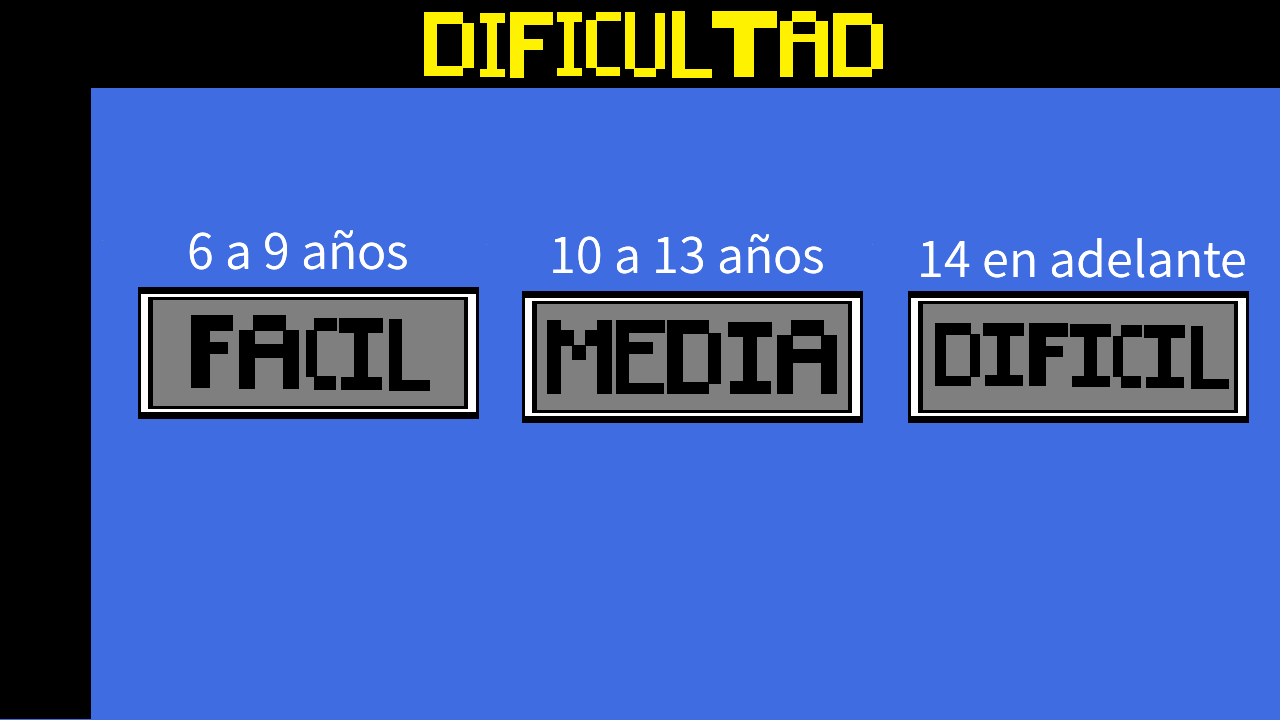 DIFICULTAD
6 a 9 años
10 a 13 años
14 en adelante
FACIL
MEDIA
DIFICIL